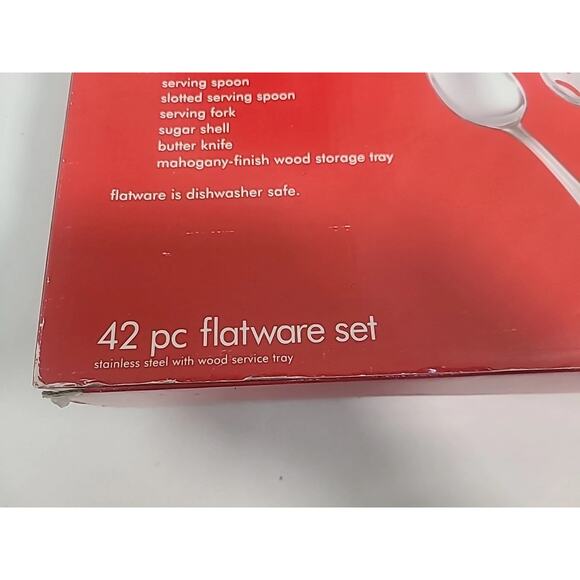 serving spoon
slotted serving spoon
serving fork
sugar shell
butter knife
mahogany-finish wood storage tray
flatware is dishwasher safe.
42 pc flatware set
stainless steel with wood service tray